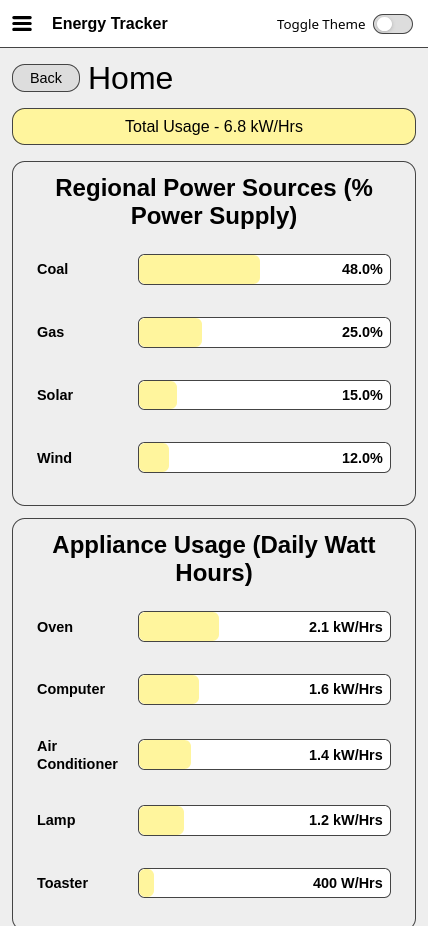 Energy Tracker
Toggle Theme
Back
Home
Total Usage - 6.8 kW/Hrs
Regional Power Sources (%
Power Supply)
Coal 48.0%
Gas 25.0%
Solar 15.0%
Wind 12.0%
Appliance Usage (Daily Watt
Hours)
Oven 2.1 kW/Hrs
Computer 1.6 kW/Hrs
Air
Conditioner 1.4 kW/Hrs
Lamp 1.2 kW/Hrs
Toaster 400 W/Hrs